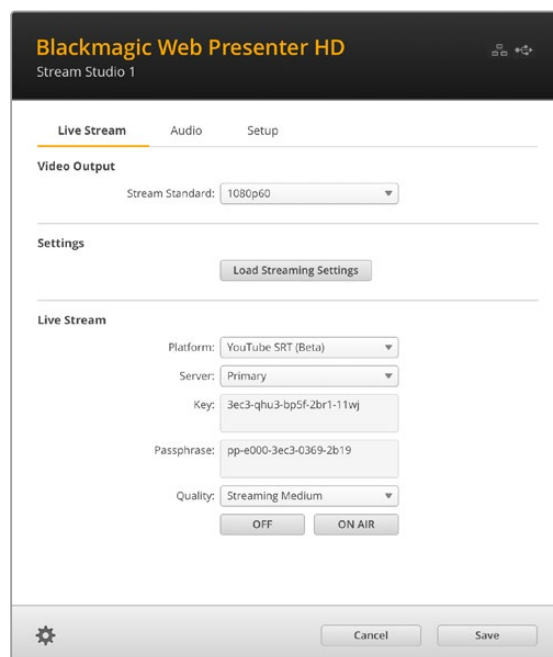 Blackmagic Web Presenter HD
Stream Studio 1
Live Stream Audio Setup
Video Output
Stream Standard: 1080p60
Settings
Load Streaming Settings
Live Stream
Platform: YouTube SRT (Beta)
Server: Primary
Key: 3ec3-qhu3-bp5f-2br1-11wj
Passphrase: pp-e000-3ec3-0369-2b19
Quality: Streaming Medium
OFF ON AIR
Cancel Save